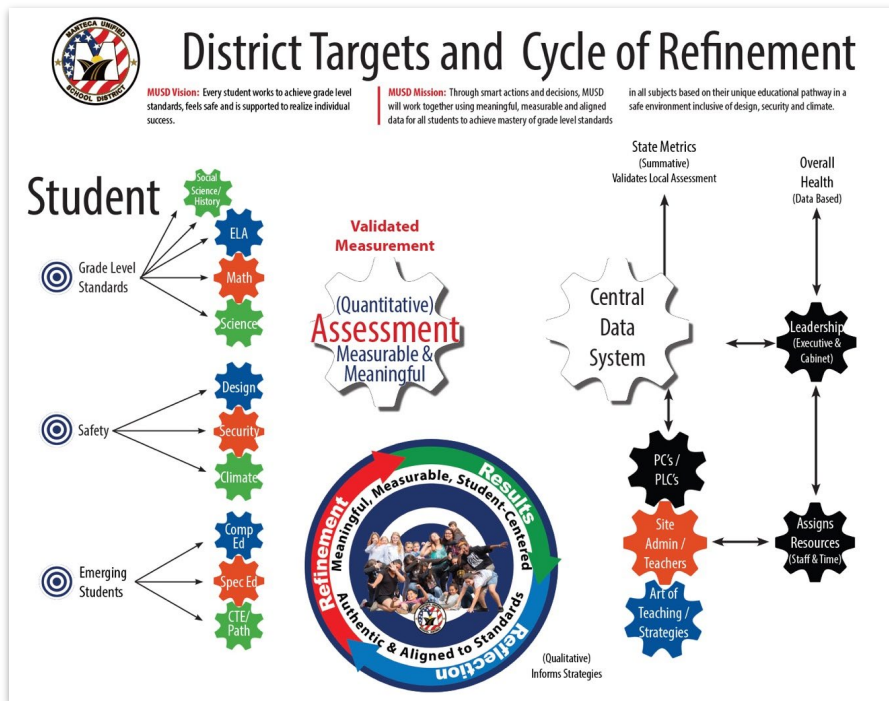 MANTECA UNIFIED
SCHOOL DISTRICT
District Targets and Cycle of Refinement
MUSD Vision: Every student works to achieve grade level
standards, feels safe and is supported to realize individual
success.
MUSD Mission: Through smart actions and decisions, MUSD
will work together using meaningful, measurable and aligned
data for all students to achieve mastery of grade level standards
in all subjects based on their unique educational pathway in a
safe environment inclusive of design, security and climate.
Student
Grade Level
Standards
Social
Science/
History
ELA
Math
Science
Safety
Design
Security
Climate
Emerging
Students
Comp
Ed
Spec Ed
CTE/
Path
Validated
Measurement
(Quantitative)
Assessment
Measurable &
Meaningful
Refinement
Results
Reflection
Meaningful, Measurable, Student-Centered
Authentic & Aligned to Standards
(Qualitative)
Informs Strategies
State Metrics
(Summative)
Validates Local Assessment
Central
Data
System
PC's /
PLC's
Site
Admin /
Teachers
Art of
Teaching /
Strategies
Overall
Health
(Data Based)
Leadership
(Executive &
Cabinet)
Assigns
Resources
(Staff & Time)